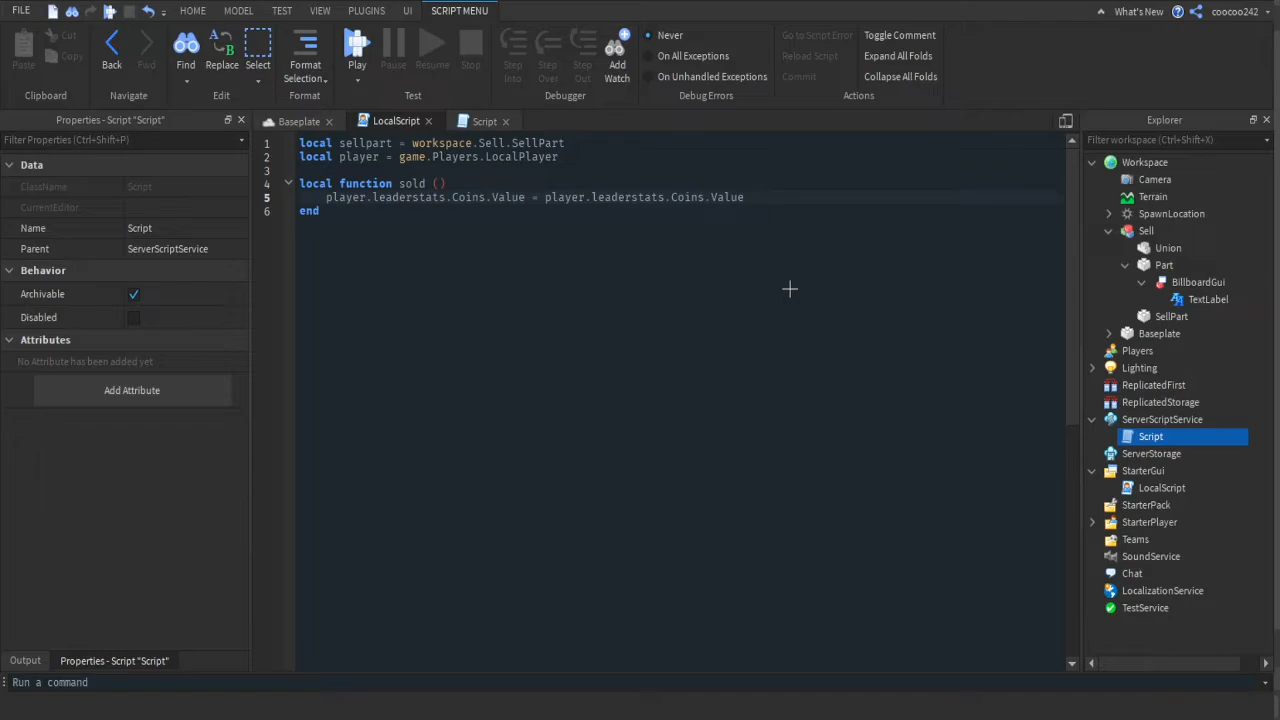 FILE HOME MODEL TEST VIEW PLUGINS UI SCRIPT MENU What's New coocoo242
Paste Cut Copy Back Fwd Find Replace Select Format Selection Play Pause Resume Stop Step Into Step Over Step Out Add Watch
Never
On All Exceptions
On Unhandled Exceptions
Go to Script Error
Reload Script
Commit
Toggle Comment
Expand All Folds
Collapse All Folds
Clipboard Navigate Edit Format Test Debugger Debug Errors Actions
Properties - Script "Script"
Filter Properties (Ctrl+Shift+P)
Data
ClassName Script
CurrentEditor
Name Script
Parent ServerScriptService
Behavior
Archivable
Disabled
Attributes
No Attribute has been added yet
Add Attribute
Output Properties - Script "Script"
Baseplate LocalScript Script
1 local sellpart = workspace.Sell.SellPart
2 local player = game.Players.LocalPlayer
3
4 local function sold ()
5 player.leaderstats.Coins.Value = player.leaderstats.Coins.Value
6 end
Explorer
Filter workspace (Ctrl+Shift+X)
Workspace
Camera
Terrain
SpawnLocation
Sell
Union
Part
BillboardGui
TextLabel
SellPart
Baseplate
Players
Lighting
ReplicatedFirst
ReplicatedStorage
ServerScriptService
Script
ServerStorage
StarterGui
LocalScript
StarterPack
StarterPlayer
Teams
SoundService
Chat
LocalizationService
TestService
Run a command